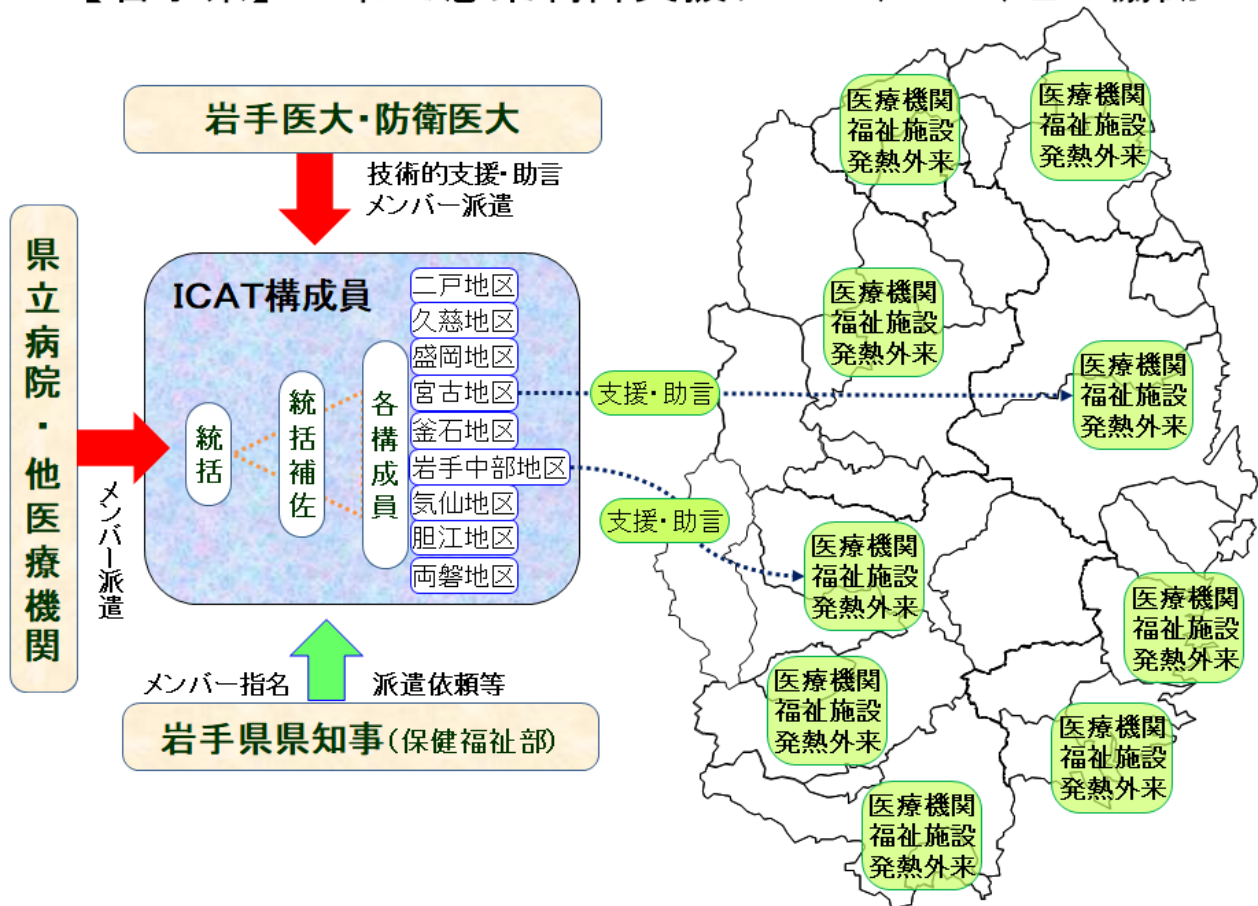 岩手医大・防衛医大
技術的支援・助言
メンバー派遣
県立病院・他医療機関
メンバー派遣
ICAT構成員
統括
統括補佐
各構成員
二戸地区
久慈地区
盛岡地区
宮古地区
釜石地区
岩手中部地区
気仙地区
胆江地区
両磐地区
メンバー指名
派遣依頼等
岩手県県知事(保健福祉部)
支援・助言
支援・助言
医療機関
福祉施設
発熱外来
医療機関
福祉施設
発熱外来
医療機関
福祉施設
発熱外来
医療機関
福祉施設
発熱外来
医療機関
福祉施設
発熱外来
医療機関
福祉施設
発熱外来
医療機関
福祉施設
発熱外来
医療機関
福祉施設
発熱外来
医療機関
福祉施設
発熱外来